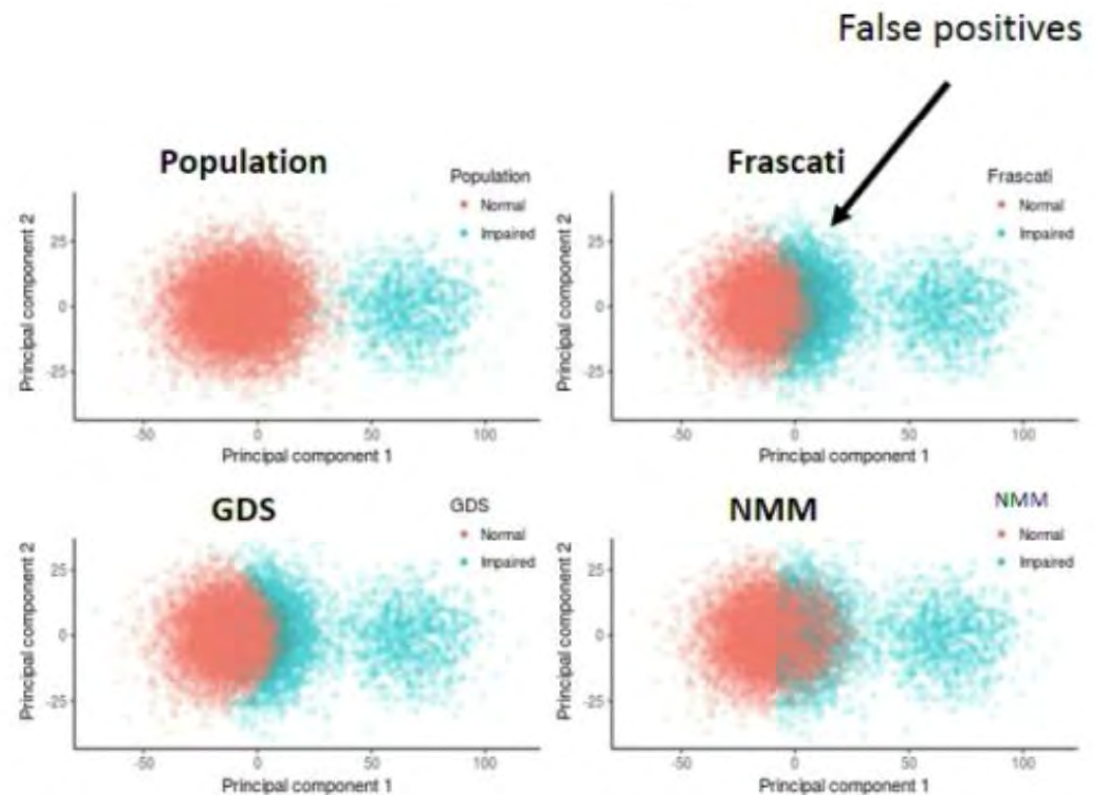 False positives
Population
Population
Normal
Impaired
Principal component 2
25
0
-25
-50 0 50 100
Principal component 1
Frascati
Frascati
Normal
Impaired
Principal component 2
25
0
-25
-50 0 50 100
Principal component 1
GDS
GDS
Normal
Impaired
Principal component 2
25
0
-25
-50 0 50 100
Principal component 1
NMM
NMM
Normal
Impaired
Principal component 2
25
0
-25
-50 0 50 100
Principal component 1